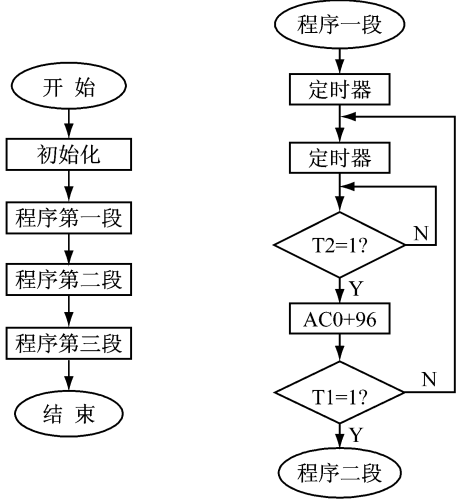 开 始
初始化
程序第一段
程序第二段
程序第三段
结 束
程序一段
定时器
定时器
T2=1?
N
Y
AC0+96
T1=1?
N
Y
程序二段